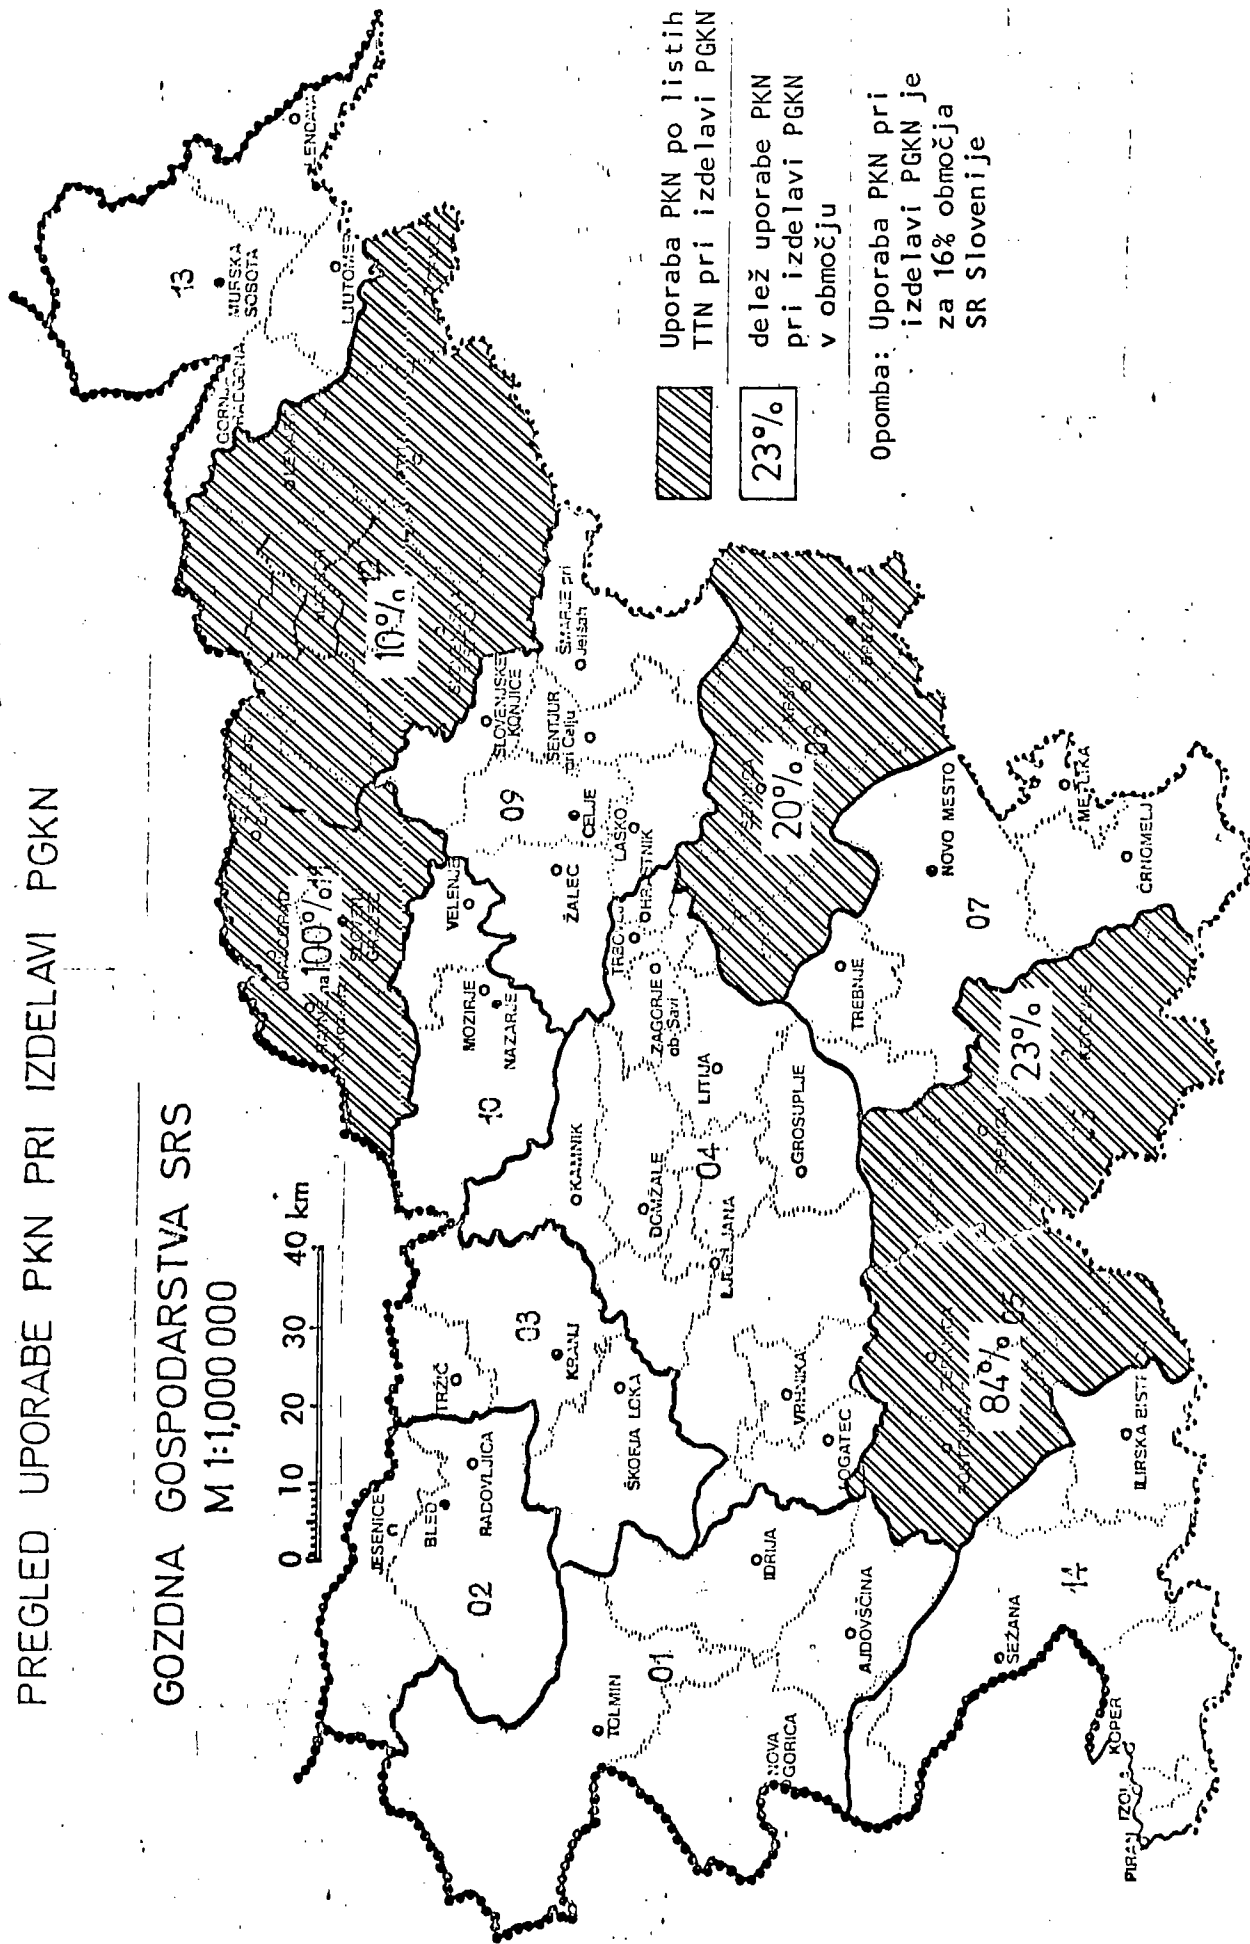 PREGLED UPORABE PKN PRI IZDELAVI PGKN
GOZDNA GOSPODARSTVA SRS
M 1:1,000 000
0 10 20 30 40 km
13
MURSKA
SOBOTA
LENDAVA
LJUTOMER
GORNJA
RADGONA
10%
12
100%
11
SLOVENJSKE
KONJICE
ŠMARJE pri
Jelšah
ŠENTJUR
pri Celju
09
CELJE
LAŠKO
ŽALEC
HRASTNIK
VELENJE
MOZIRJE
NAZARJE
10
ZAGORJE
ob Savi
LITIJA
KAMNIK
DOMŽALE
04
GROSUPLJE
LJUBLJANA
VRHNIKA
LOGATEC
03
KRANJ
TRŽIČ
ŠKOFJA LOKA
JESENICE
BLED
RADOVLJICA
02
IDRIJA
AJDOVŠČINA
01
TOLMIN
NOVA
GORICA
20%
BREŽICE
NOVO MESTO
METLIKA
ČRNOMELJ
07
TREBNJE
23%
84%
05
ILIRSKA BISTRICA
14
SEŽANA
KOPER
IZOLA
PIRAN
Uporaba PKN po listih
TTN pri izdelavi PGKN
23%
delež uporabe PKN
pri izdelavi PGKN
v območju
Opomba: Uporaba PKN pri
izdelavi PGKN je
za 16% območja
SR Slovenije